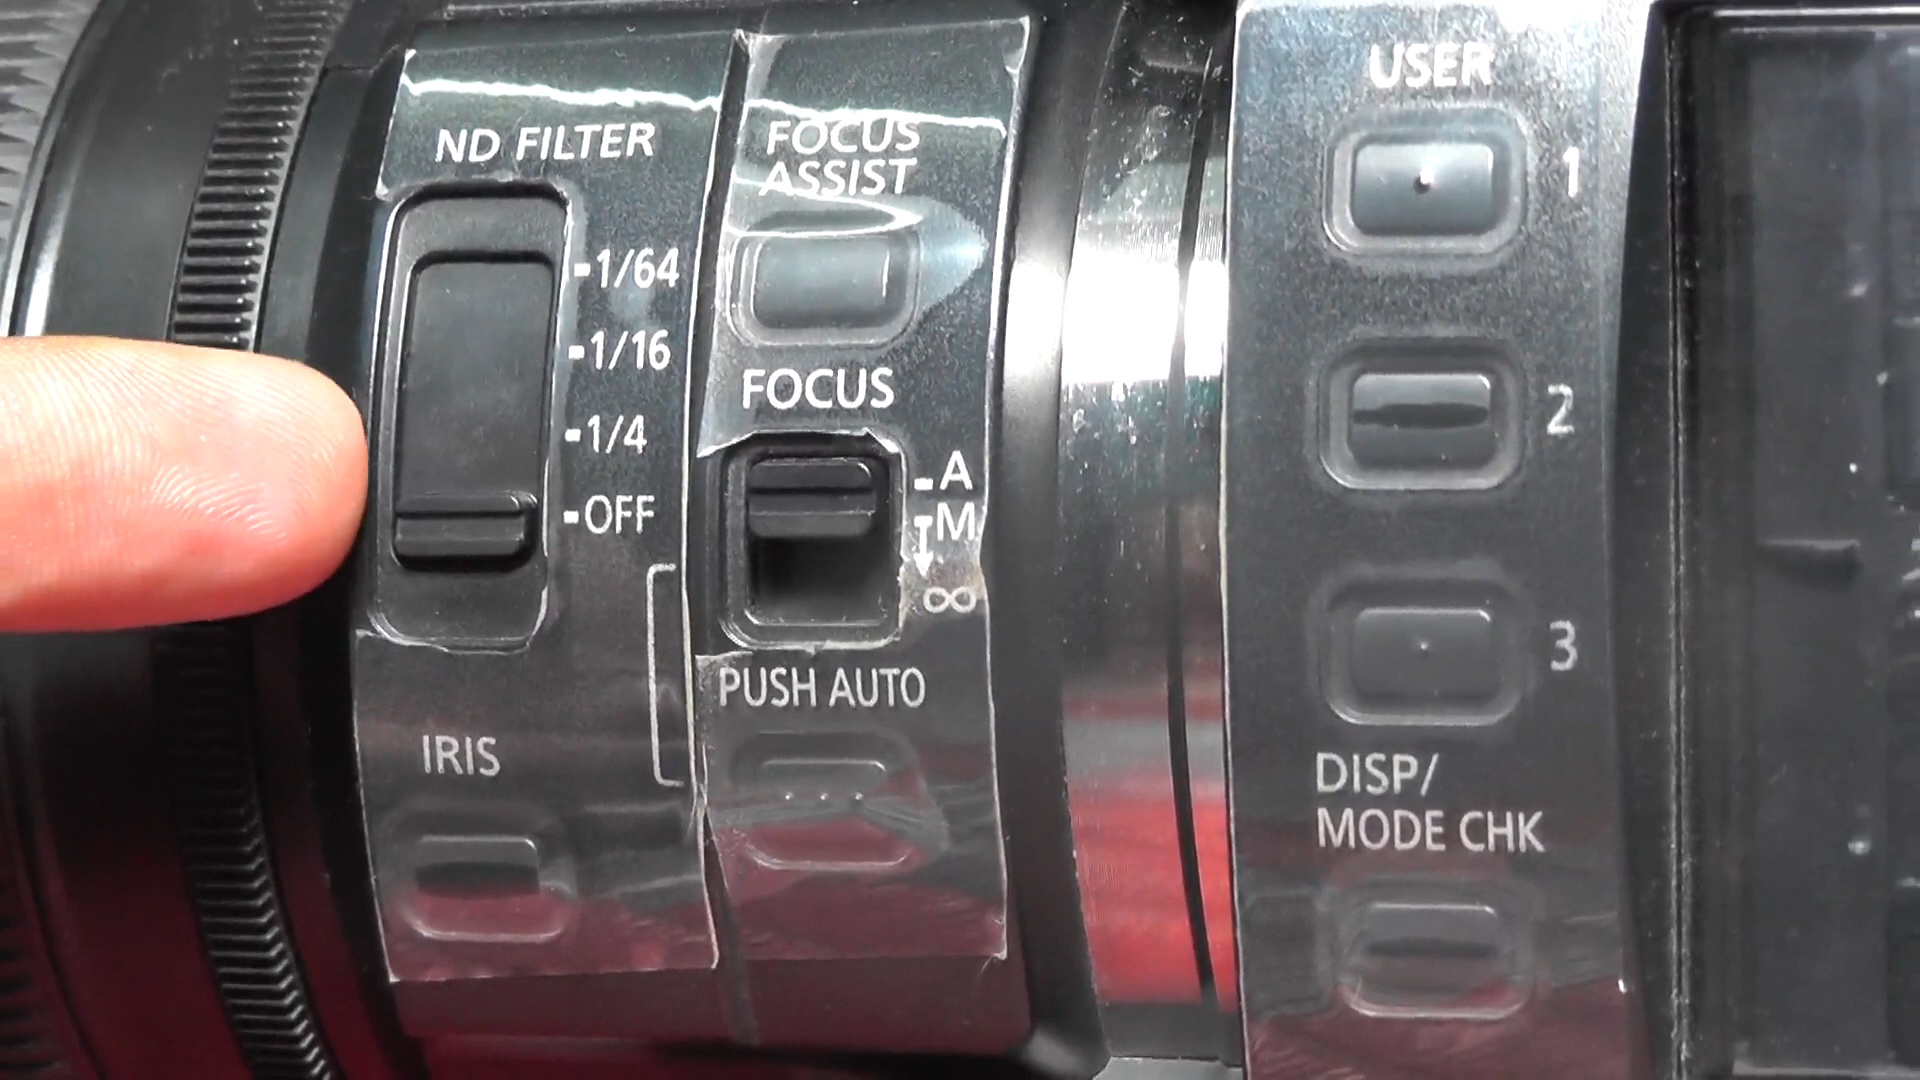 ND FILTER
-1/64
-1/16
-1/4
-OFF
IRIS
FOCUS
ASSIST
FOCUS
-A
-M
∞
PUSH AUTO
USER
1
2
3
DISP/
MODE CHK